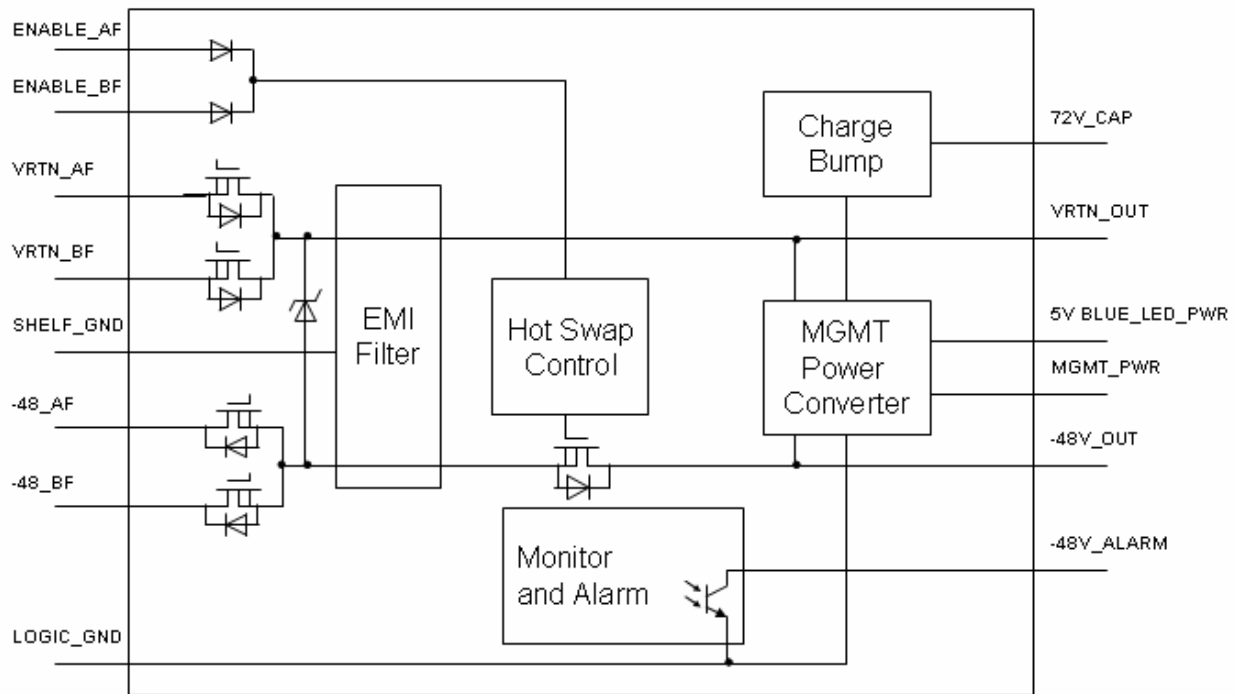 ENABLE_AF
ENABLE_BF
VRTN_AF
VRTN_BF
SHELF_GND
-48_AF
-48_BF
LOGIC_GND
EMI
Filter
Hot Swap
Control
Charge
Bump
MGMT
Power
Converter
Monitor
and Alarm
72V_CAP
VRTN_OUT
5V BLUE_LED_PWR
MGMT_PWR
-48V_OUT
-48V_ALARM